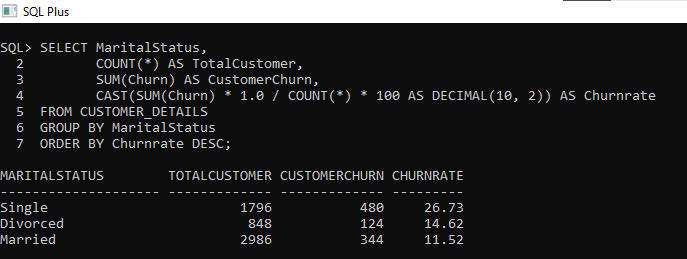 SQL Plus
SQL> SELECT MaritalStatus,
  2         COUNT(*) AS TotalCustomer,
  3         SUM(Churn) AS CustomerChurn,
  4         CAST(SUM(Churn) * 1.0 / COUNT(*) * 100 AS DECIMAL(10, 2)) AS Churnrate
  5  FROM CUSTOMER_DETAILS
  6  GROUP BY MaritalStatus
  7  ORDER BY Churnrate DESC;
MARITALSTATUS        TOTALCUSTOMER CUSTOMERCHURN CHURNRATE
-------------------- ------------- ------------- ---------
Single                        1796           480     26.73
Divorced                       848           124     14.62
Married                       2986           344     11.52